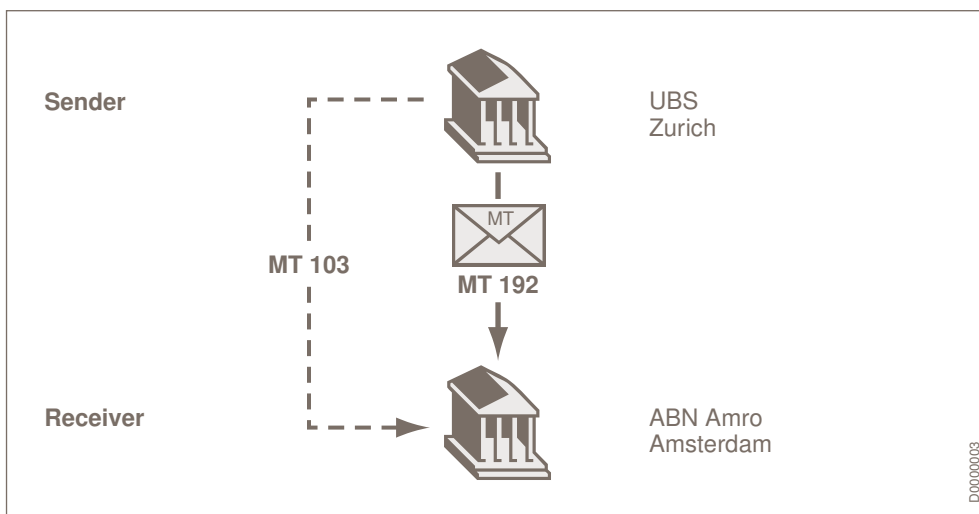 Sender
UBS
Zurich
MT
MT 103
MT 192
Receiver
ABN Amro
Amsterdam
D0000003